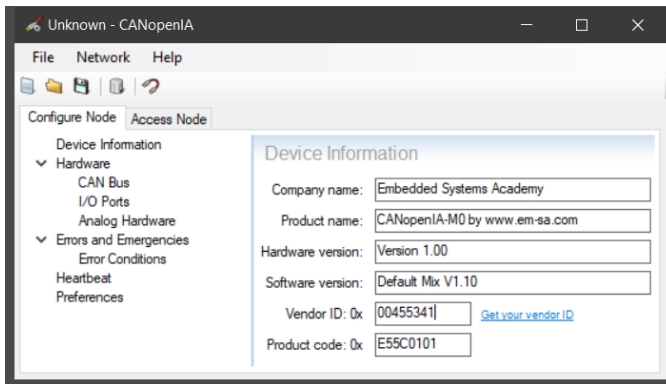 Unknown - CANopenIA
File Network Help
Configure Node Access Node
Device Information
Hardware
CAN Bus
I/O Ports
Analog Hardware
Errors and Emergencies
Error Conditions
Heartbeat
Preferences
Device Information
Company name: Embedded Systems Academy
Product name: CANopenIA-M0 by www.em-sa.com
Hardware version: Version 1.00
Software version: Default Mix V1.10
Vendor ID: 0x 00455341 Get your vendor ID
Product code: 0x E55C0101